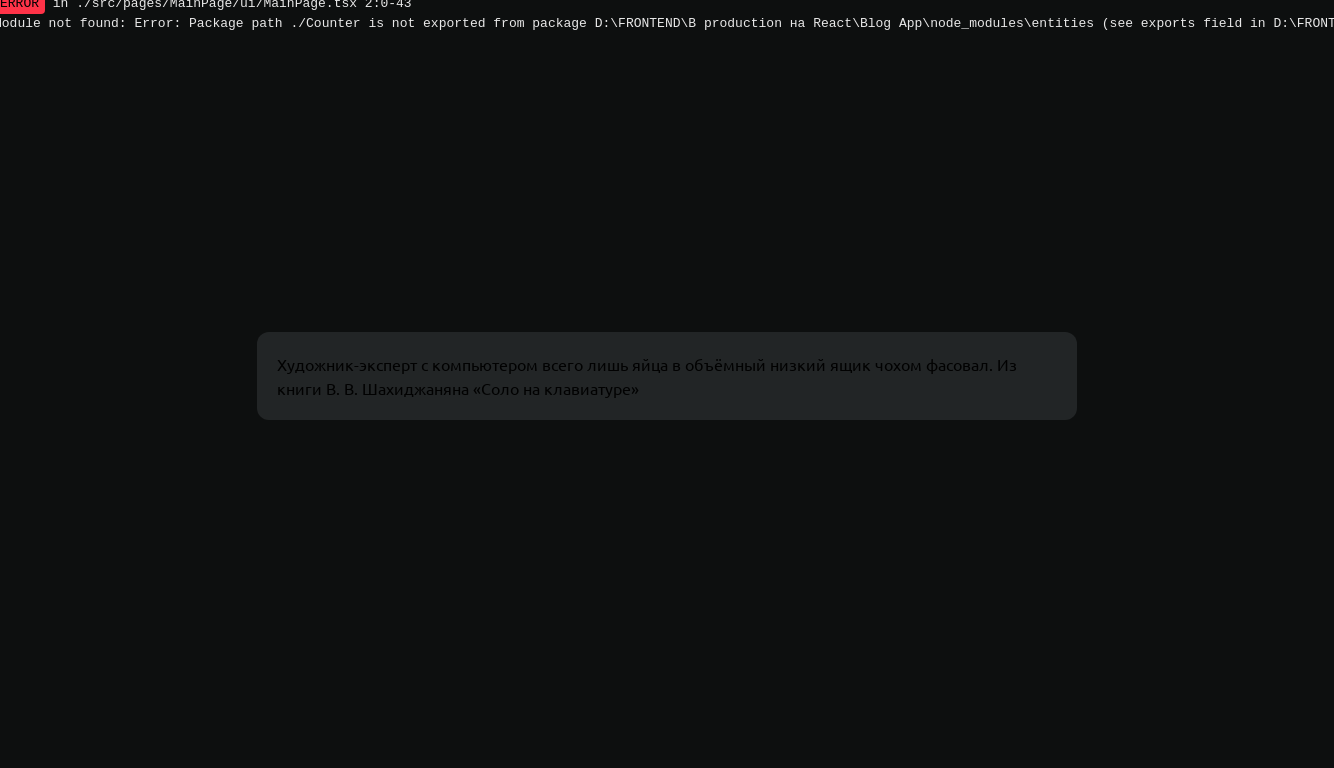 ERROR in ./src/pages/MainPage/ui/MainPage.tsx 2:0-43
Module not found: Error: Package path ./Counter is not exported from package D:\FRONTEND\В production на React\Blog App\node_modules\entities (see exports field in D:\FRONT
Художник-эксперт с компьютером всего лишь яйца в объёмный низкий ящик чохом фасовал. Из
книги В. В. Шахиджаняна «Соло на клавиатуре»